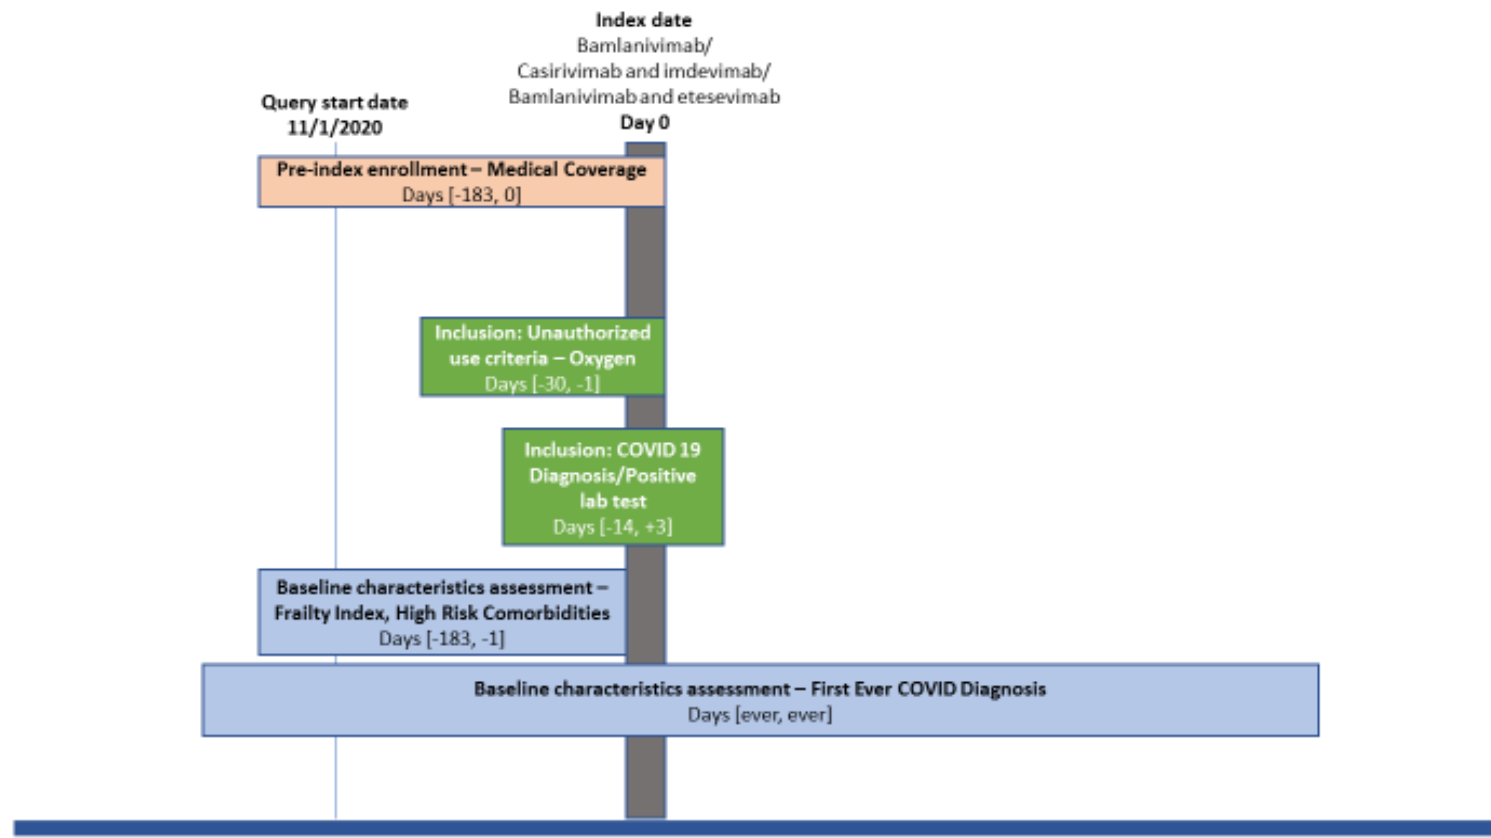 Index date
Bamlanivimab/
Casirivimab and imdevimab/
Bamlanivimab and etesevimab
Day 0
Query start date
11/1/2020
Pre-index enrollment – Medical Coverage
Days [-183, 0]
Inclusion: Unauthorized
use criteria – Oxygen
Days [-30, -1]
Inclusion: COVID 19
Diagnosis/Positive
lab test
Days [-14, +3]
Baseline characteristics assessment –
Frailty Index, High Risk Comorbidities
Days [-183, -1]
Baseline characteristics assessment – First Ever COVID Diagnosis
Days [ever, ever]